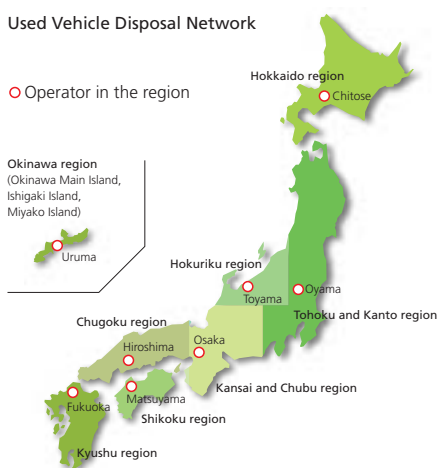 Used Vehicle Disposal Network
Operator in the region
Hokkaido region
Chitose
Okinawa region
(Okinawa Main Island,
Ishigaki Island,
Miyako Island)
Uruma
Hokuriku region
Toyama
Oyama
Tohoku and Kanto region
Chugoku region
Hiroshima
Osaka
Kansai and Chubu region
Matsuyama
Shikoku region
Fukuoka
Kyushu region